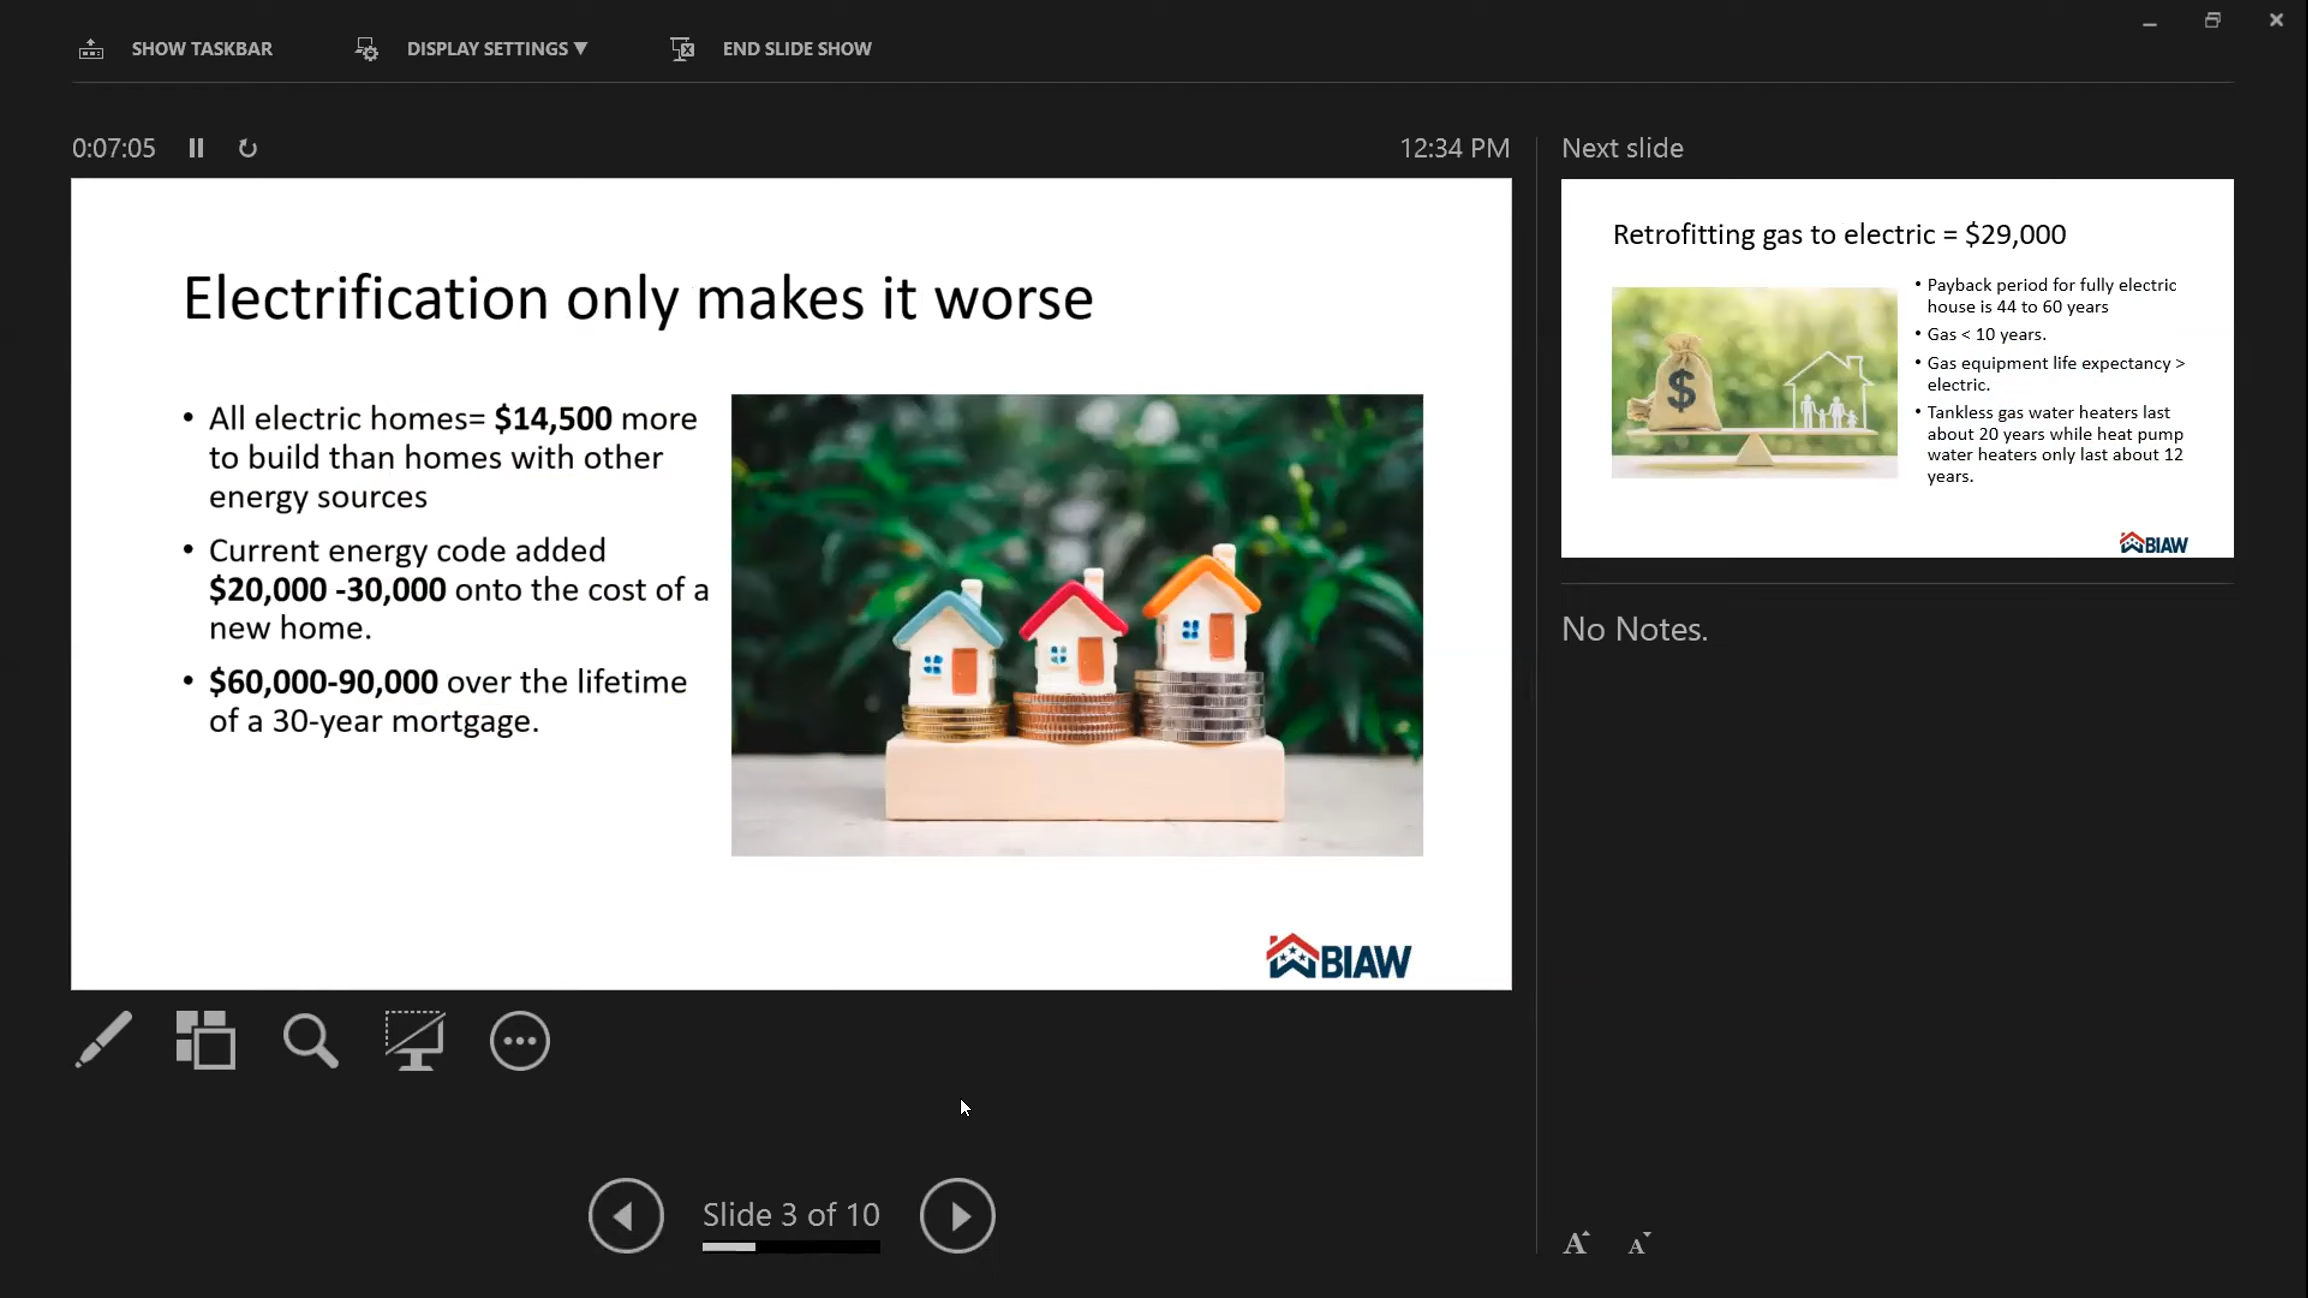 SHOW TASKBAR
DISPLAY SETTINGS ▼
END SLIDE SHOW
0:07:05
12:34 PM
Electrification only makes it worse
• All electric homes= $14,500 more
to build than homes with other
energy sources
• Current energy code added
$20,000 -30,000 onto the cost of a
new home.
• $60,000-90,000 over the lifetime
of a 30-year mortgage.
BIAW
Slide 3 of 10
Next slide
Retrofitting gas to electric = $29,000
$
• Payback period for fully electric
house is 44 to 60 years
• Gas < 10 years.
• Gas equipment life expectancy >
electric.
• Tankless gas water heaters last
about 20 years while heat pump
water heaters only last about 12
years.
BIAW
No Notes.
A A